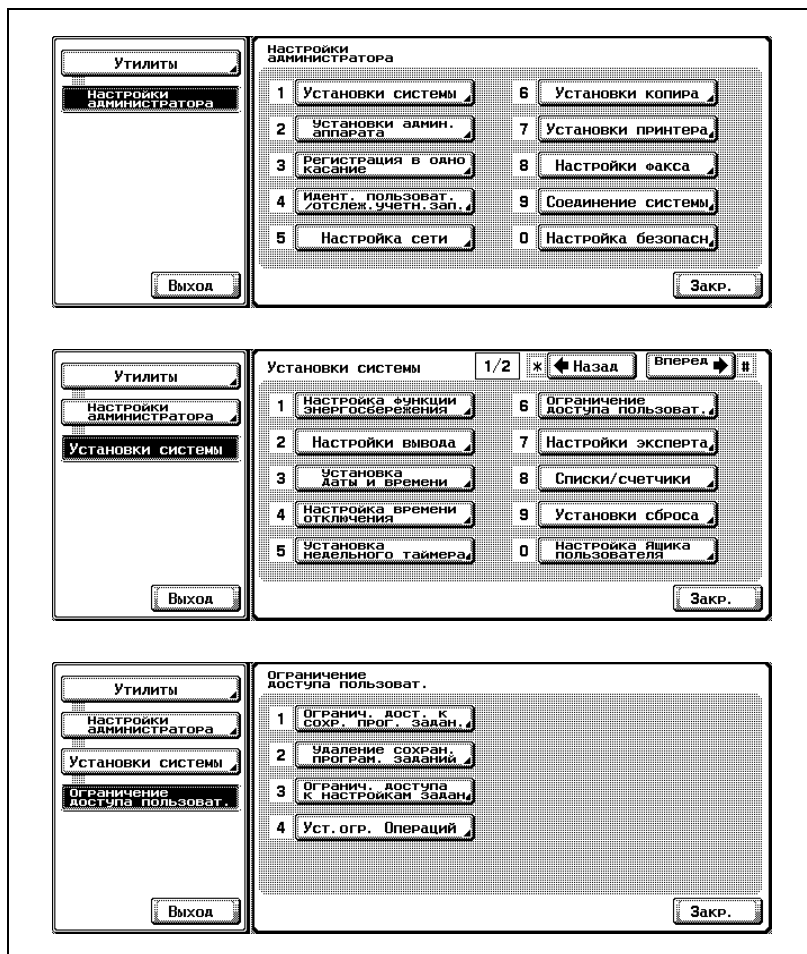 Утилиты
Настройки
администратора
Выход
Настройки
администратора
1 Установки системы
2 Установки админ.
аппарата
3 Регистрация в одно
касание
4 Идент. пользоват.
/отслеж.учетн.зап.
5 Настройка сети
6 Установки копира
7 Установки принтера
8 Настройки факса
9 Соединение системы
0 Настройка безопасн
Закр.
Утилиты
Настройки
администратора
Установки системы
Выход
Установки системы 1/2 * Назад Вперед #
1 Настройка функции
энергосбережения
2 Настройки вывода
3 Установка
даты и времени
4 Настройка времени
отключения
5 Установка
недельного таймера
6 Ограничение
доступа пользоват.
7 Настройки эксперта
8 Списки/счетчики
9 Установки сброса
0 Настройка Ящика
пользователя
Закр.
Утилиты
Настройки
администратора
Установки системы
Ограничение
доступа пользоват.
Выход
Ограничение
доступа пользоват.
1 Огранич. дост. к
сохр. прог. задан.
2 Удаление сохран.
програм. заданий
3 Огранич. доступа
к настройкам задан
4 Уст.огр. Операций
Закр.